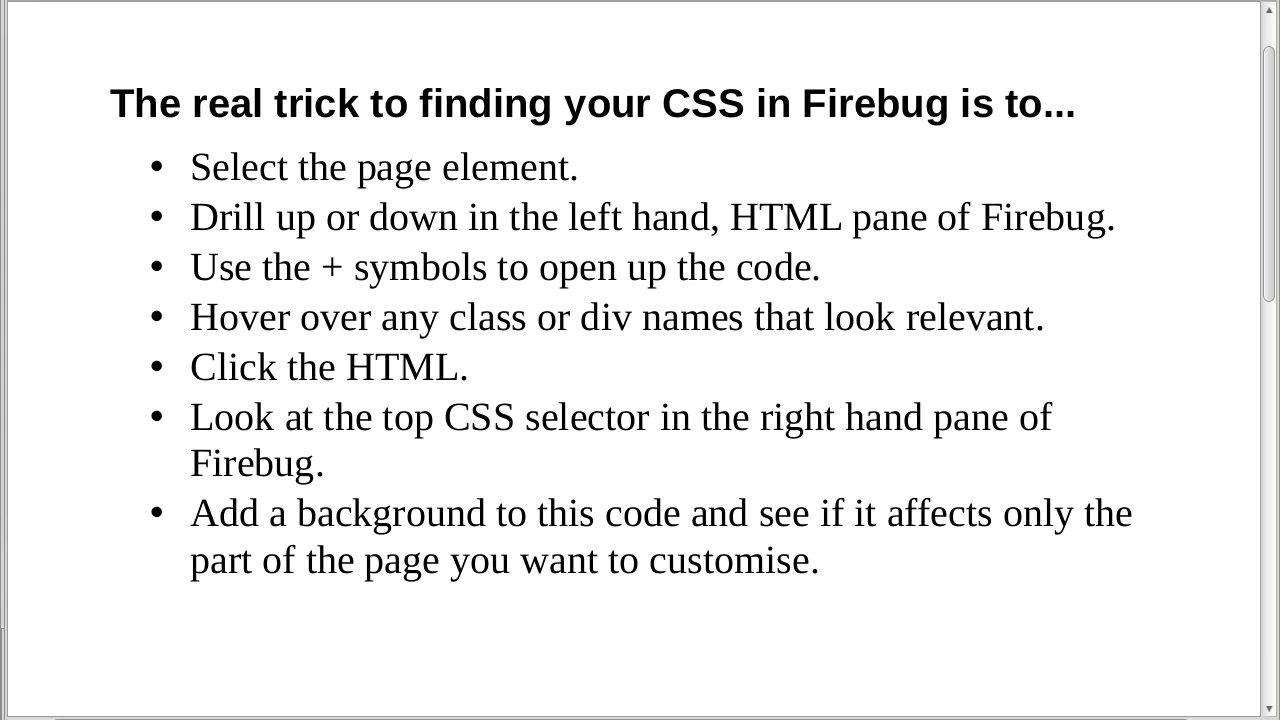 The real trick to finding your CSS in Firebug is to...
• Select the page element.
• Drill up or down in the left hand, HTML pane of Firebug.
• Use the + symbols to open up the code.
• Hover over any class or div names that look relevant.
• Click the HTML.
• Look at the top CSS selector in the right hand pane of
Firebug.
• Add a background to this code and see if it affects only the
part of the page you want to customise.